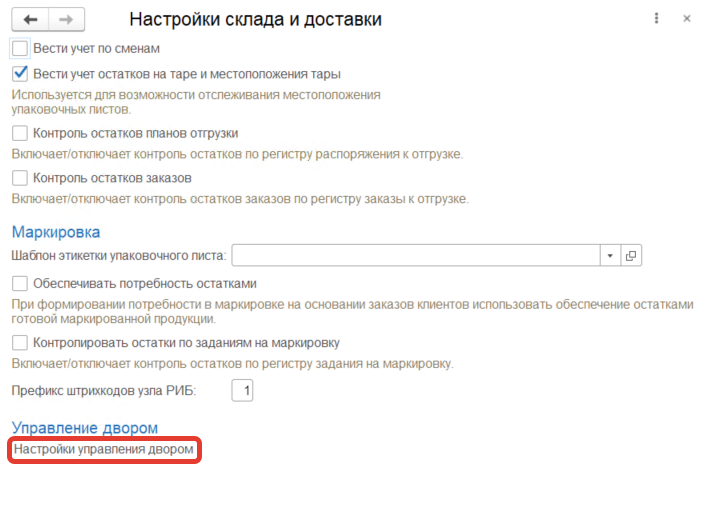 Настройки склада и доставки
Вести учет по сменам
Вести учет остатков на таре и местоположения тары
Используется для возможности отслеживания местоположения
упаковочных листов.
Контроль остатков планов отгрузки
Включает/отключает контроль остатков по регистру распоряжения к отгрузке.
Контроль остатков заказов
Включает/отключает контроль остатков заказов по регистру заказы к отгрузке.
Маркировка
Шаблон этикетки упаковочного листа:
Обеспечивать потребность остатками
При формировании потребности в маркировке на основании заказов клиентов использовать обеспечение остатками
готовой маркированной продукции.
Контролировать остатки по заданиям на маркировку
Включает/отключает контроль остатков по регистру задания на маркировку.
Префикс штрихкодов узла РИБ: 1
Управление двором
Настройки управления двором